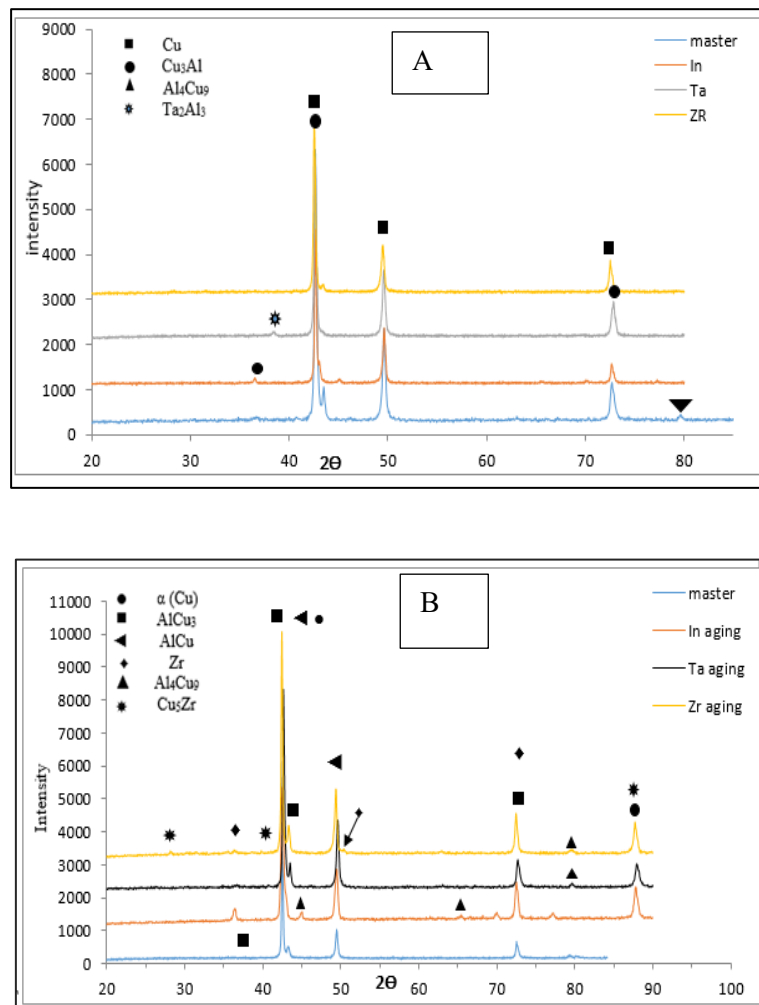 A
9000
8000
7000
6000
5000
4000
3000
2000
1000
0
intensity
Cu
Cu₃Al
Al₄Cu₉
Ta₂Al₃
master
In
Ta
ZR
20 30 40 50 60 70 80
2Ɵ
B
11000
10000
9000
8000
7000
6000
5000
4000
3000
2000
1000
0
Intensity
α (Cu)
AlCu₃
AlCu
Zr
Al₄Cu₉
Cu₅Zr
master
In aging
Ta aging
Zr aging
20 30 40 50 60 70 80 90 100
2Ɵ